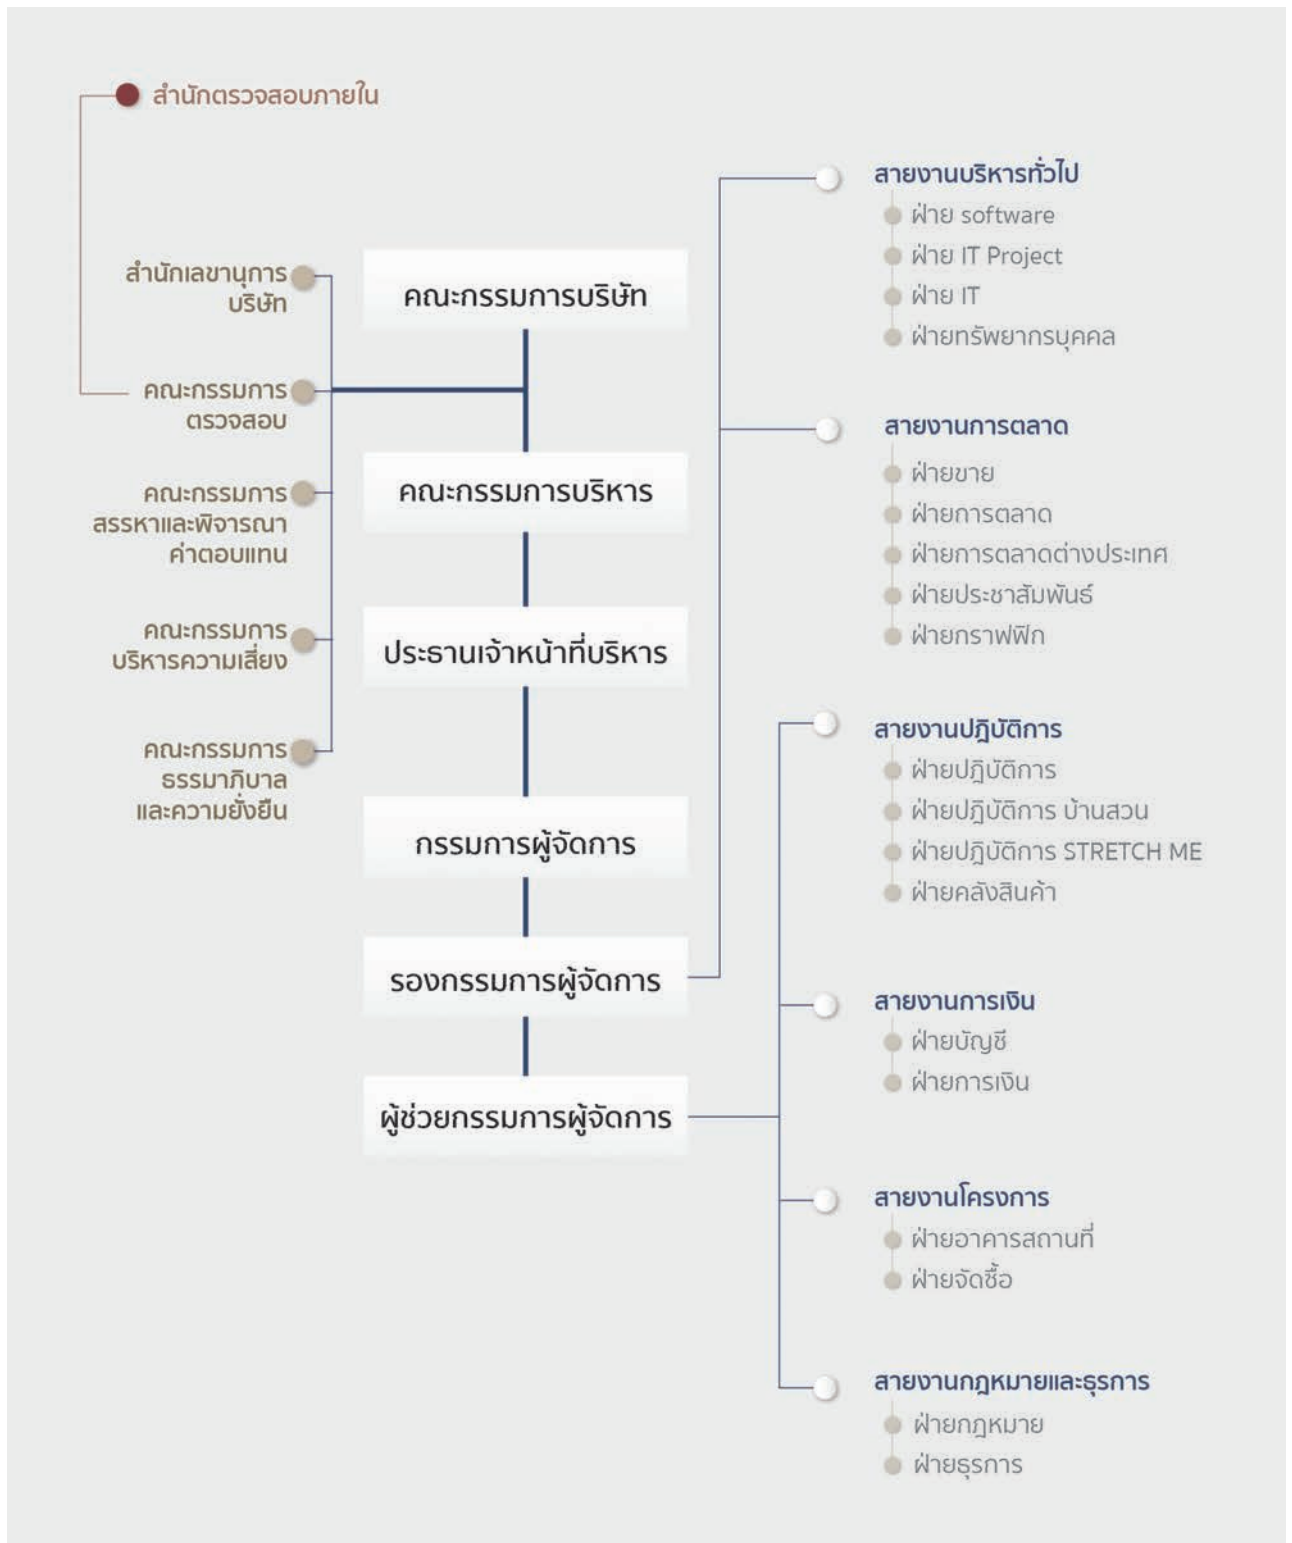 สำนักตรวจสอบภายใน
สำนักเลขานุการ
บริษัท
คณะกรรมการ
ตรวจสอบ
คณะกรรมการ
สรรหาและพิจารณา
ค่าตอบแทน
คณะกรรมการ
บริหารความเสี่ยง
คณะกรรมการ
ธรรมาภิบาล
และความยั่งยืน
คณะกรรมการบริษัท
คณะกรรมการบริหาร
ประธานเจ้าหน้าที่บริหาร
กรรมการผู้จัดการ
รองกรรมการผู้จัดการ
ผู้ช่วยกรรมการผู้จัดการ
สายงานบริหารทั่วไป
ฝ่าย software
ฝ่าย IT Project
ฝ่าย IT
ฝ่ายทรัพยากรบุคคล
สายงานการตลาด
ฝ่ายขาย
ฝ่ายการตลาด
ฝ่ายการตลาดต่างประเทศ
ฝ่ายประชาสัมพันธ์
ฝ่ายกราฟฟิก
สายงานปฏิบัติการ
ฝ่ายปฏิบัติการ
ฝ่ายปฏิบัติการ บ้านสวน
ฝ่ายปฏิบัติการ STRETCH ME
ฝ่ายคลังสินค้า
สายงานการเงิน
ฝ่ายบัญชี
ฝ่ายการเงิน
สายงานโครงการ
ฝ่ายอาคารสถานที่
ฝ่ายจัดซื้อ
สายงานกฎหมายและธุรการ
ฝ่ายกฎหมาย
ฝ่ายธุรการ